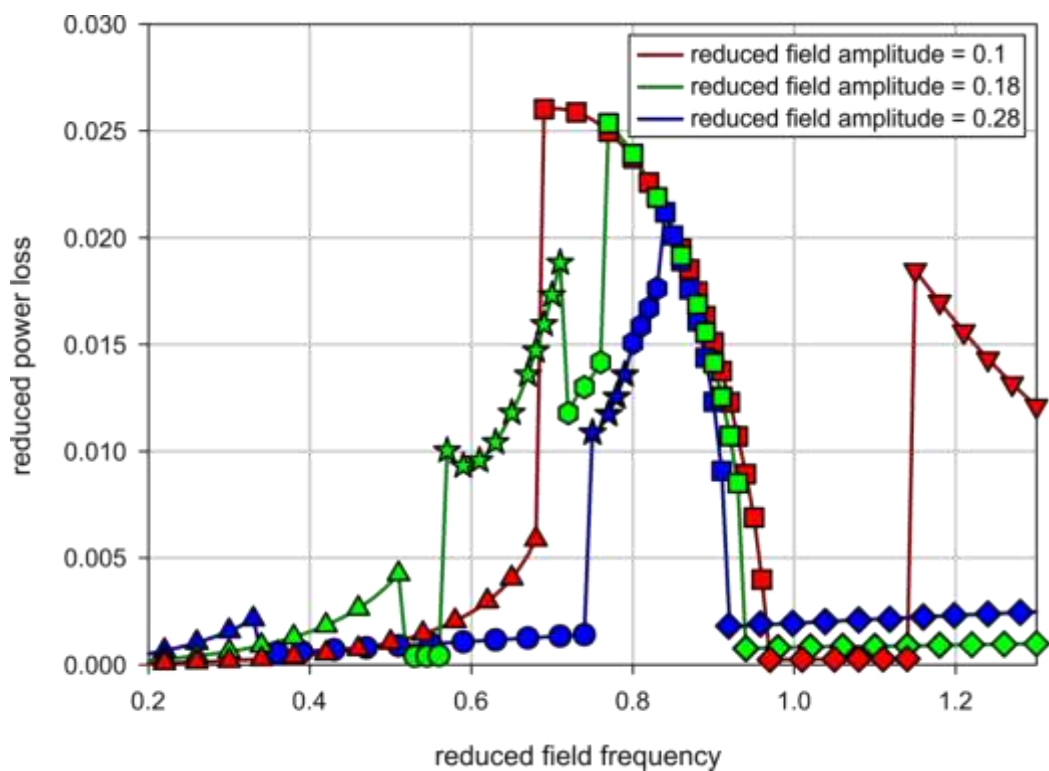 0.030
0.025
0.020
0.015
0.010
0.005
0.000
reduced power loss
reduced field amplitude = 0.1
reduced field amplitude = 0.18
reduced field amplitude = 0.28
0.2 0.4 0.6 0.8 1.0 1.2
reduced field frequency